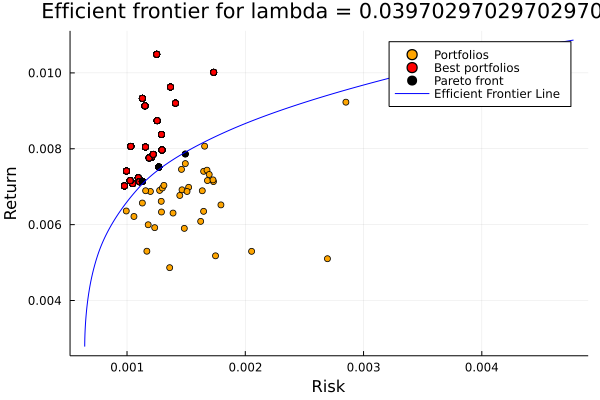 Efficient frontier for lambda = 0.0397029702970297
Portfolios
Best portfolios
Pareto front
Efficient Frontier Line
Return
0.010
0.008
0.006
0.004
0.001
0.002
0.003
0.004
Risk